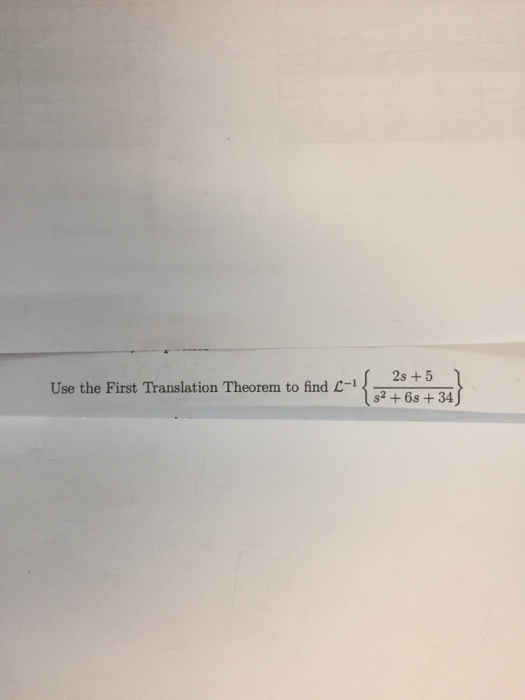 Use the First Translation Theorem to find ℒ⁻¹ { (2s + 5) / (s² + 6s + 34) }